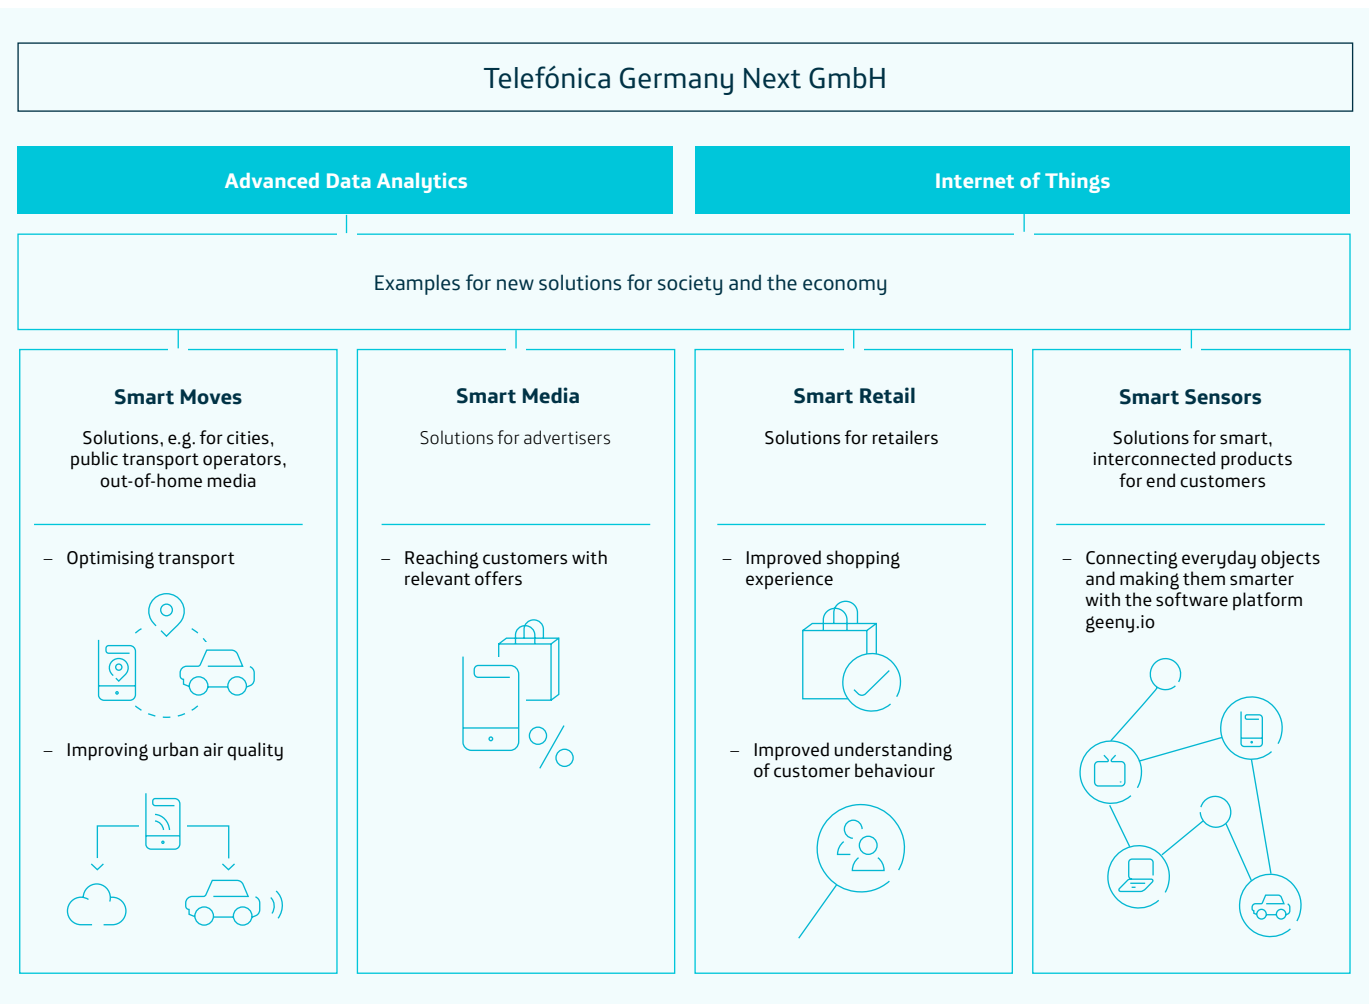 Telefónica Germany Next GmbH
Advanced Data Analytics
Internet of Things
Examples for new solutions for society and the economy
Smart Moves
Solutions, e.g. for cities,
public transport operators,
out-of-home media
– Optimising transport
– Improving urban air quality
Smart Media
Solutions for advertisers
– Reaching customers with
relevant offers
Smart Retail
Solutions for retailers
– Improved shopping
experience
– Improved understanding
of customer behaviour
Smart Sensors
Solutions for smart,
interconnected products
for end customers
– Connecting everyday objects
and making them smarter
with the software platform
geeny.io